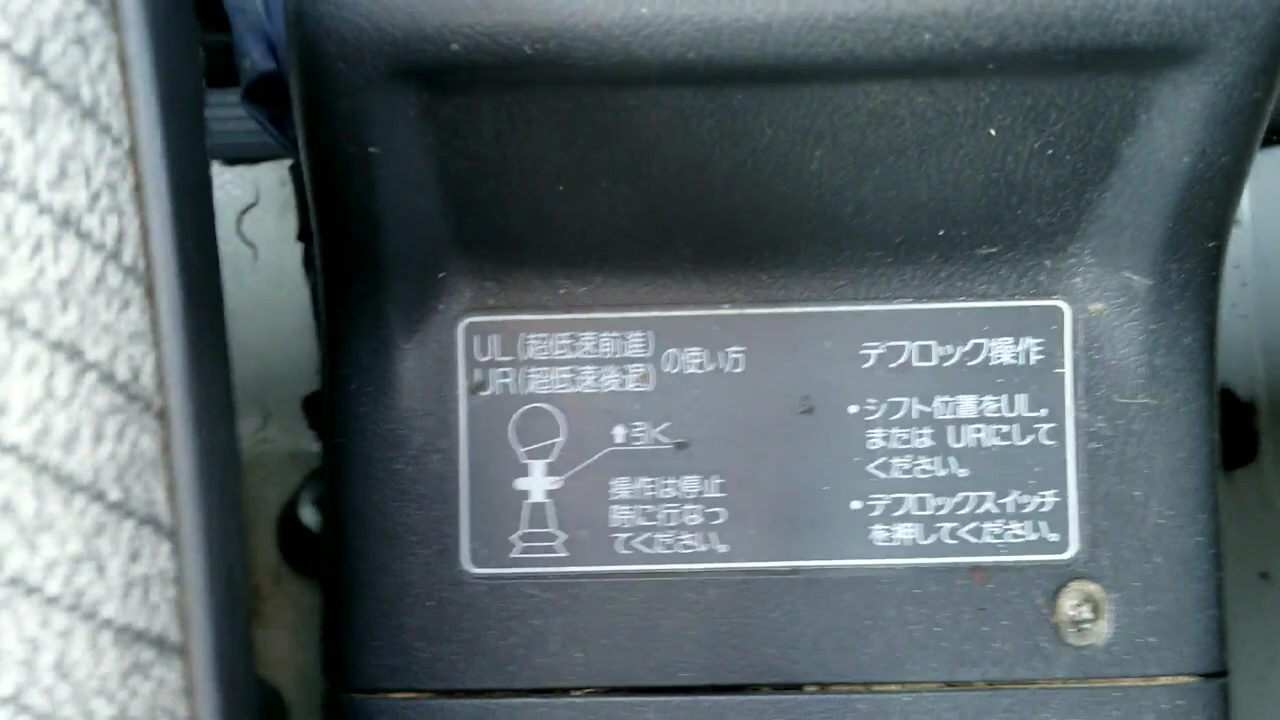 UL(超低速前進)
UR(超低速後退)
の使い方
⬆引く
操作は停止
時に行なっ
てください。
デフロック操作
•シフト位置をUL,
または URにして
ください。
•デフロックスイッチ
を押してください。